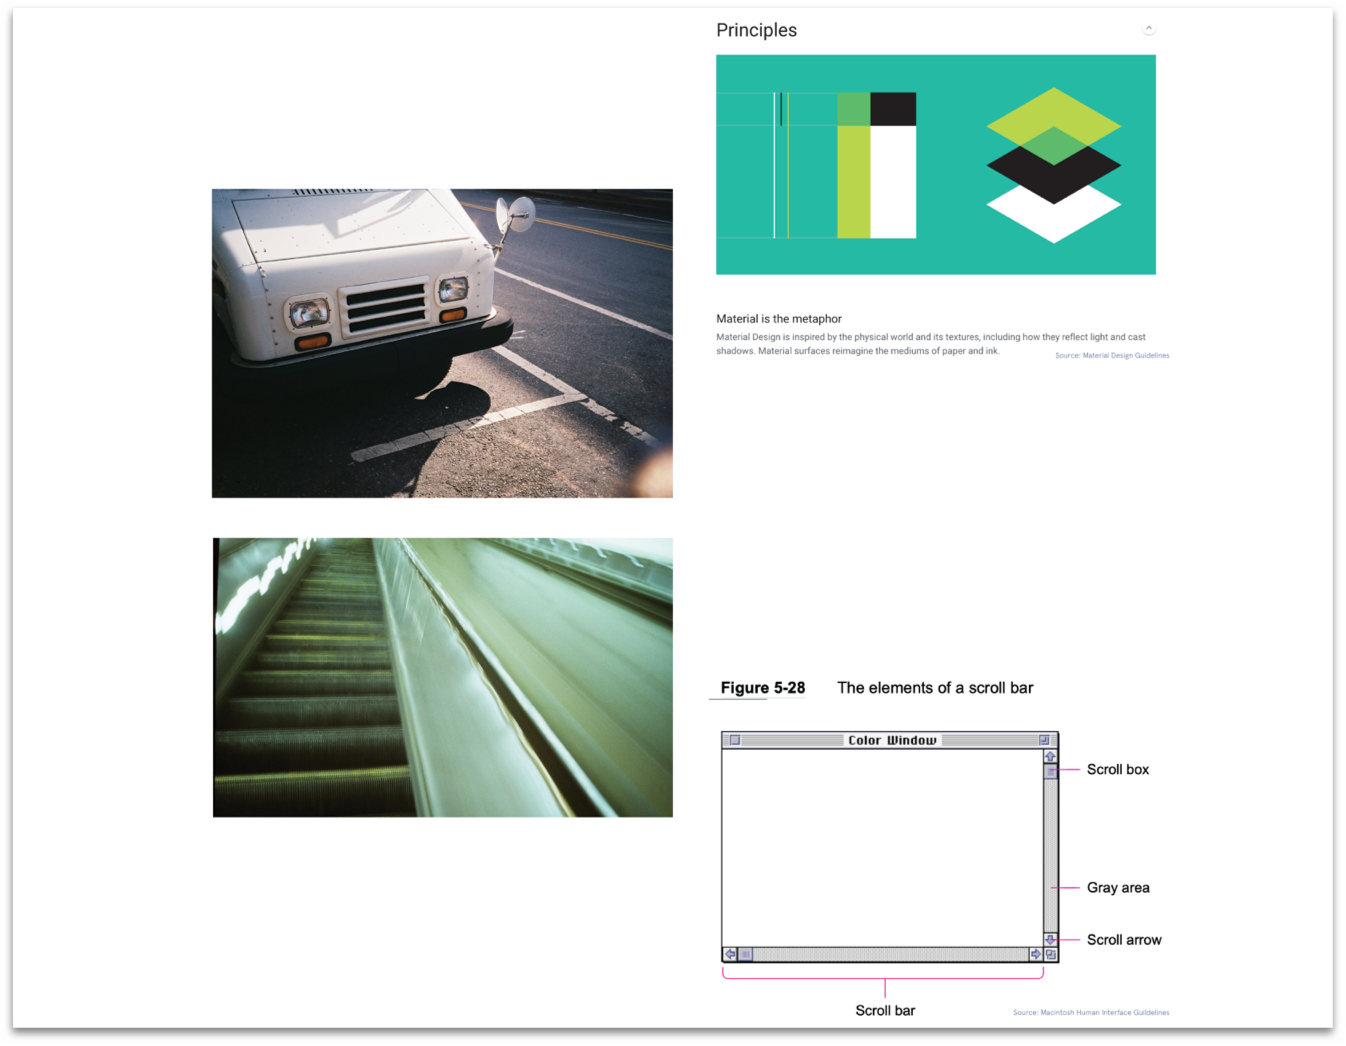 Principles
Material is the metaphor
Material Design is inspired by the physical world and its textures, including how they reflect light and cast
shadows. Material surfaces reimagine the mediums of paper and ink.
Source: Material Design Guidelines
Figure 5-28 The elements of a scroll bar
Color Window
Scroll box
Gray area
Scroll arrow
Scroll bar
Source: Macintosh Human Interface Guildelines